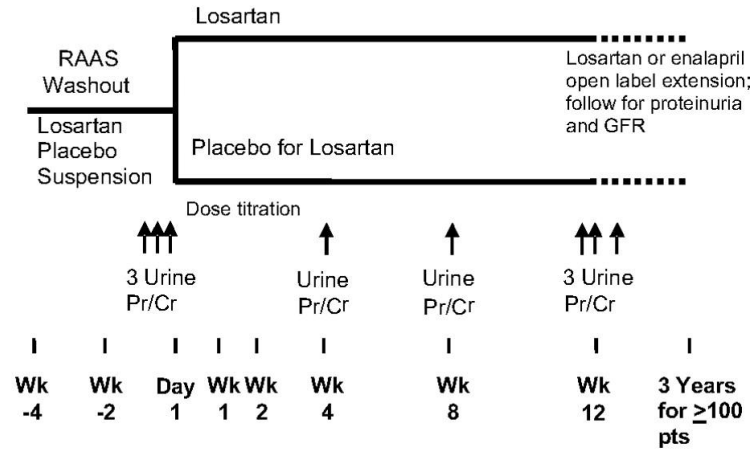 Losartan
RAAS
Washout
Losartan
Placebo
Suspension
Losartan or enalapril
open label extension;
follow for proteinuria
and GFR
Placebo for Losartan
Dose titration
3 Urine
Pr/Cr
Urine
Pr/Cr
Urine
Pr/Cr
3 Urine
Pr/Cr
Wk
-4
Wk
-2
Day
1
Wk
1
Wk
2
Wk
4
Wk
8
Wk
12
3 Years
for ≥100
pts